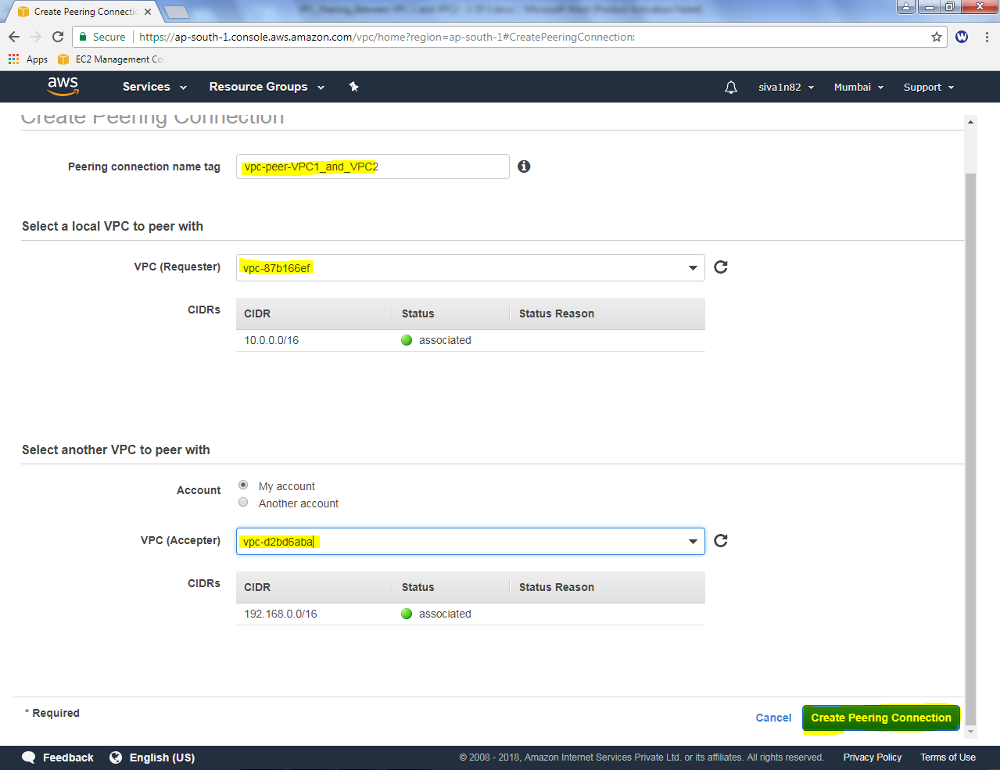 Create Peering Connecti
Secure https://ap-south-1.console.aws.amazon.com/vpc/home?region=ap-south-1#CreatePeeringConnection:
Apps EC2 Management Co
aws Services Resource Groups siva1n82 Mumbai Support
Create Peering Connection
Peering connection name tag vpc-peer-VPC1_and_VPC2
Select a local VPC to peer with
VPC (Requester) vpc-87b166ef
CIDRs CIDR Status Status Reason
10.0.0.0/16 associated
Select another VPC to peer with
Account My account
Another account
VPC (Accepter) vpc-d2bd6aba
CIDRs CIDR Status Status Reason
192.168.0.0/16 associated
* Required
Cancel Create Peering Connection
Feedback English (US) © 2008 - 2018, Amazon Internet Services Private Ltd. or its affiliates. All rights reserved. Privacy Policy Terms of Use